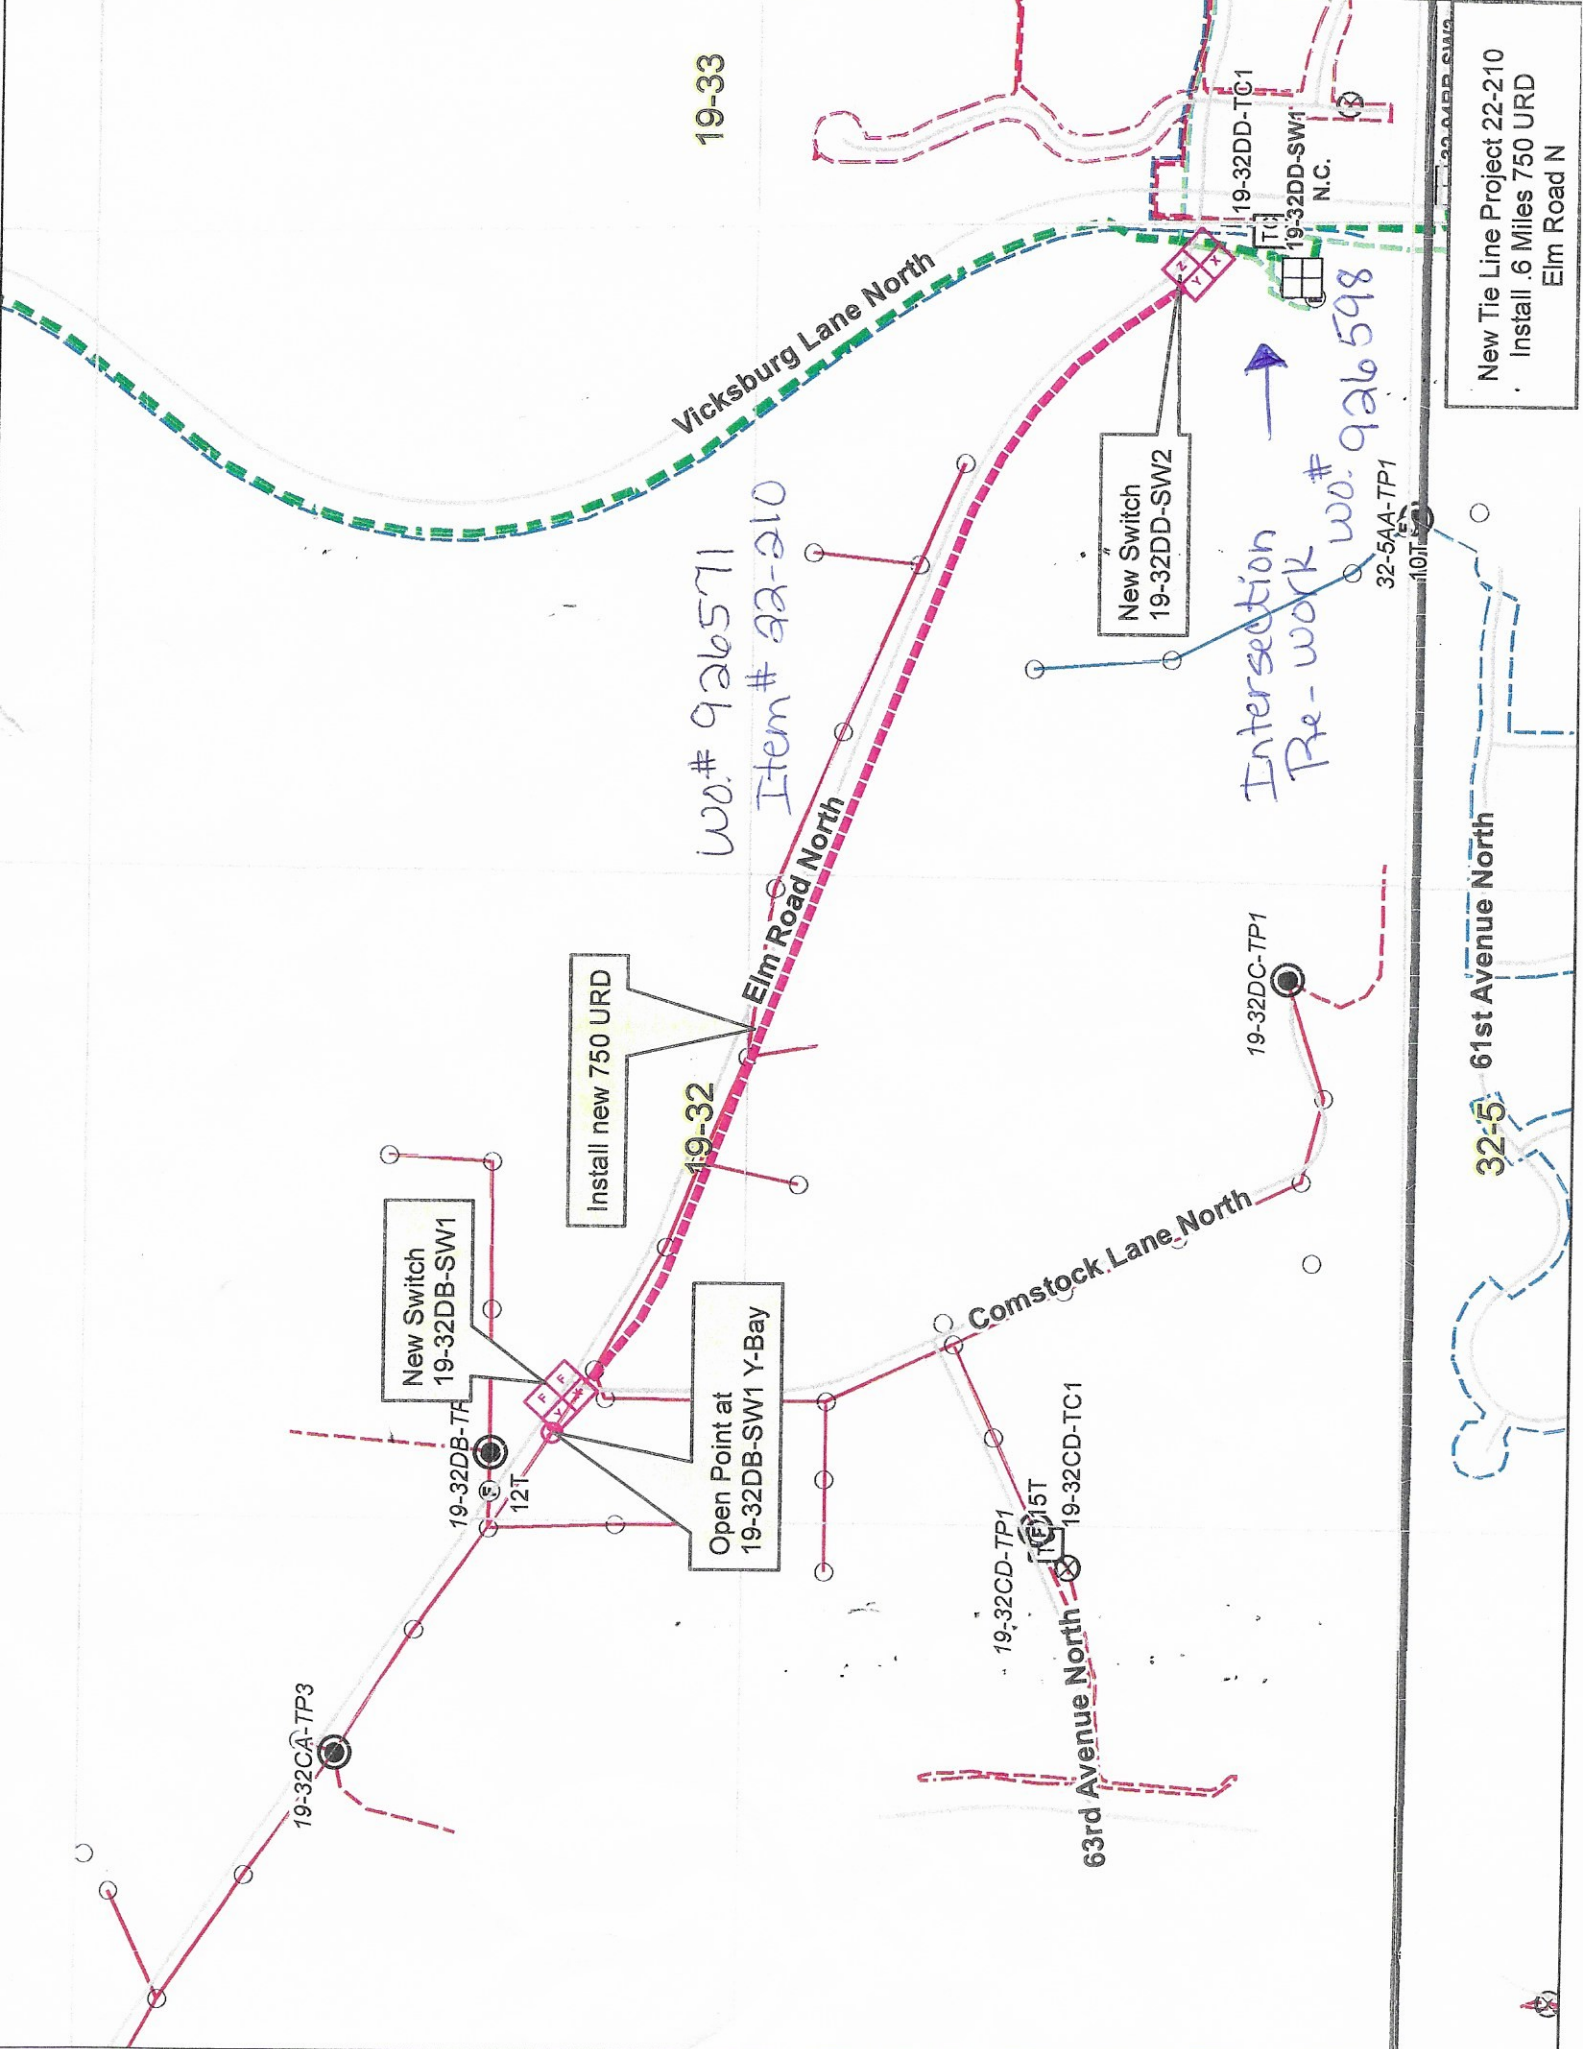 19-33
Vicksburg Lane North
WO.# 926571
Item# 22-210
Elm Road North
Install new 750 URD
19-32
New Switch
19-32DB-SW1
12T
Open Point at
19-32DB-SW1 Y-Bay
F
F
Y
19-32CA-TP3
New Switch
19-32DD-SW2
Z
Y
X
19-32DD-TC1
TC
19-32DD-SW1
N.C.
Intersection →
Pre-work
WO.# 926598
32-5AA-TP1
10T
19-32DC-TP1
Comstock Lane North
19-32CD-TP1
15T
19-32CD-TC1
63rd Avenue North
61st Avenue North
32-5
New Tie Line Project 22-210
Install .6 Miles 750 URD
Elm Road N